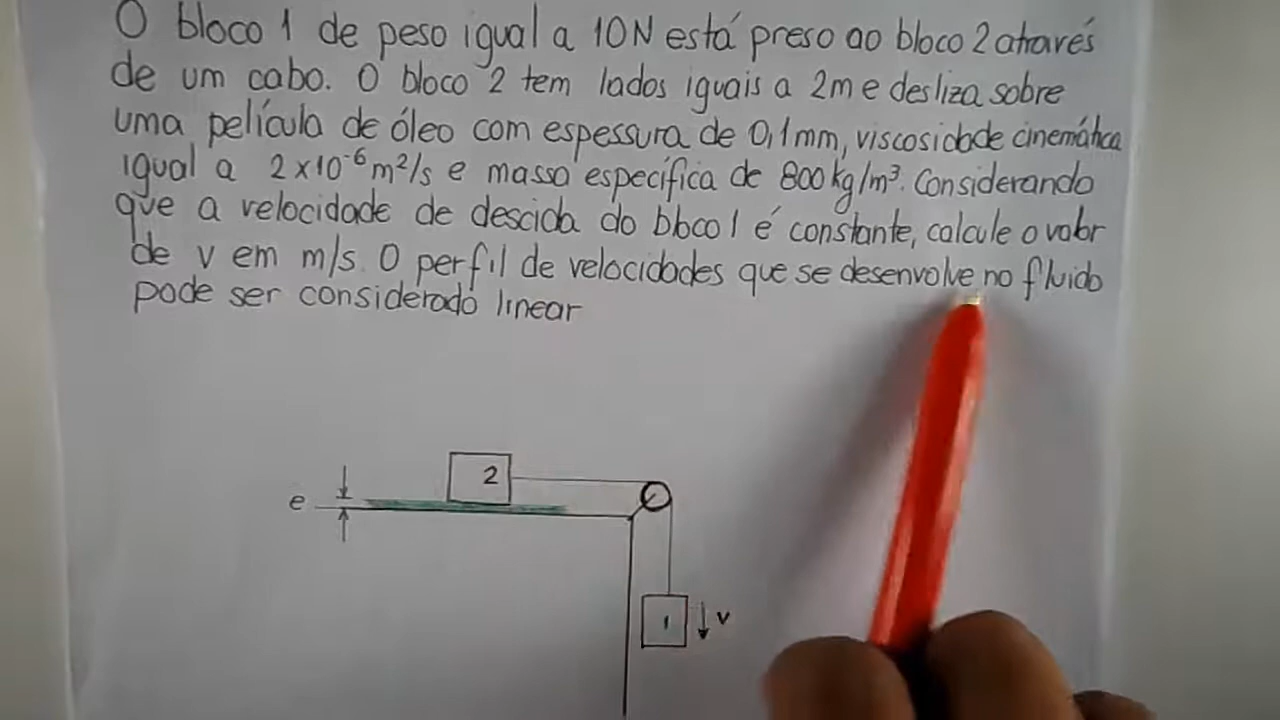 O bloco 1 de peso igual a 10N está preso ao bloco 2 através
de um cabo. O bloco 2 tem lados iguais a 2m e desliza sobre
uma película de óleo com espessura de 0,1mm, viscosidade cinemática
igual a 2x10⁻⁶m²/s e massa específica de 800kg/m³. Considerando
que a velocidade de descida do bloco 1 é constante, calcule o valor
de v em m/s. O perfil de velocidades que se desenvolve no fluido
pode ser considerado linear
2
e
1
v